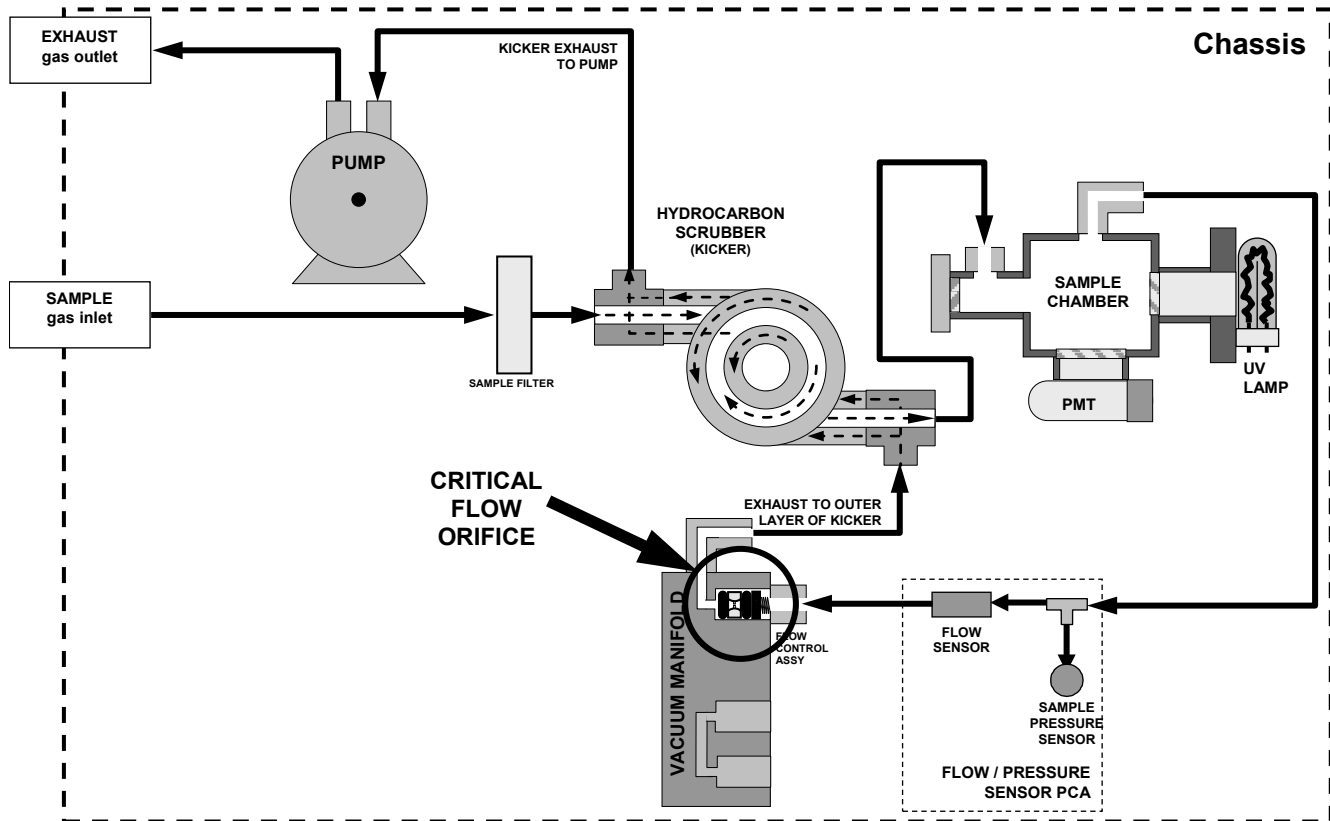 EXHAUST
gas outlet
KICKER EXHAUST
TO PUMP
Chassis
PUMP
HYDROCARBON
SCRUBBER
(KICKER)
SAMPLE
gas inlet
SAMPLE FILTER
SAMPLE
CHAMBER
UV
LAMP
PMT
CRITICAL
FLOW
ORIFICE
EXHAUST TO OUTER
LAYER OF KICKER
VACUUM MANIFOLD
FLOW
CONTROL
ASSY
FLOW
SENSOR
SAMPLE
PRESSURE
SENSOR
FLOW / PRESSURE
SENSOR PCA